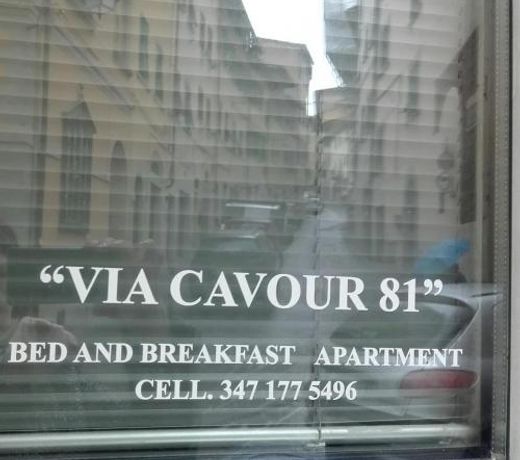 “VIA CAVOUR 81”
BED AND BREAKFAST APARTMENT
CELL. 347 177 5496